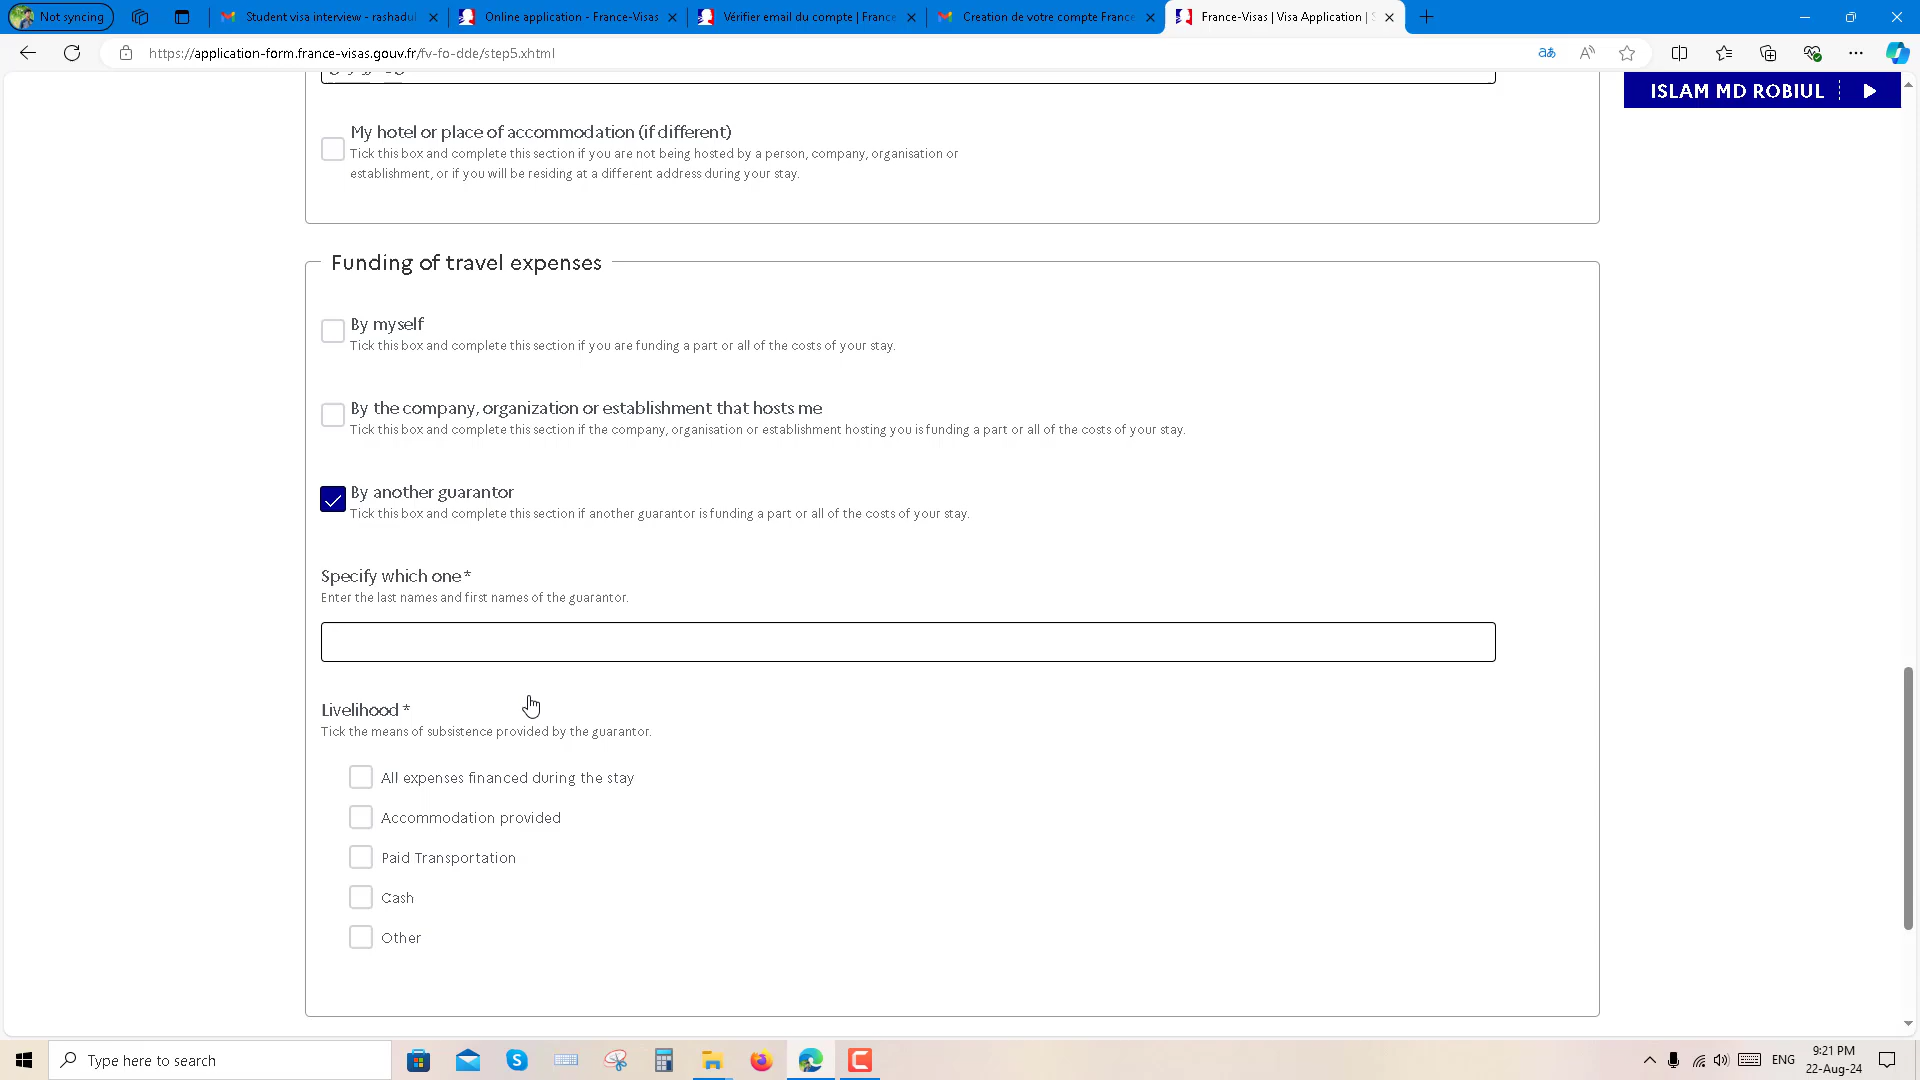 Not syncing
Student visa interview - rashadul
Online application - France-Visas
Vérifier email du compte | France
Creation de votre compte France
France-Visas | Visa Application |
https://application-form.france-visas.gouv.fr/fv-fo-dde/step5.xhtml
ISLAM MD ROBIUL
My hotel or place of accommodation (if different)
Tick this box and complete this section if you are not being hosted by a person, company, organisation or
establishment, or if you will be residing at a different address during your stay.
Funding of travel expenses
By myself
Tick this box and complete this section if you are funding a part or all of the costs of your stay.
By the company, organization or establishment that hosts me
Tick this box and complete this section if the company, organisation or establishment hosting you is funding a part or all of the costs of your stay.
By another guarantor
Tick this box and complete this section if another guarantor is funding a part or all of the costs of your stay.
Specify which one*
Enter the last names and first names of the guarantor.
Livelihood *
Tick the means of subsistence provided by the guarantor.
All expenses financed during the stay
Accommodation provided
Paid Transportation
Cash
Other
Type here to search
ENG
9:21 PM
22-Aug-24